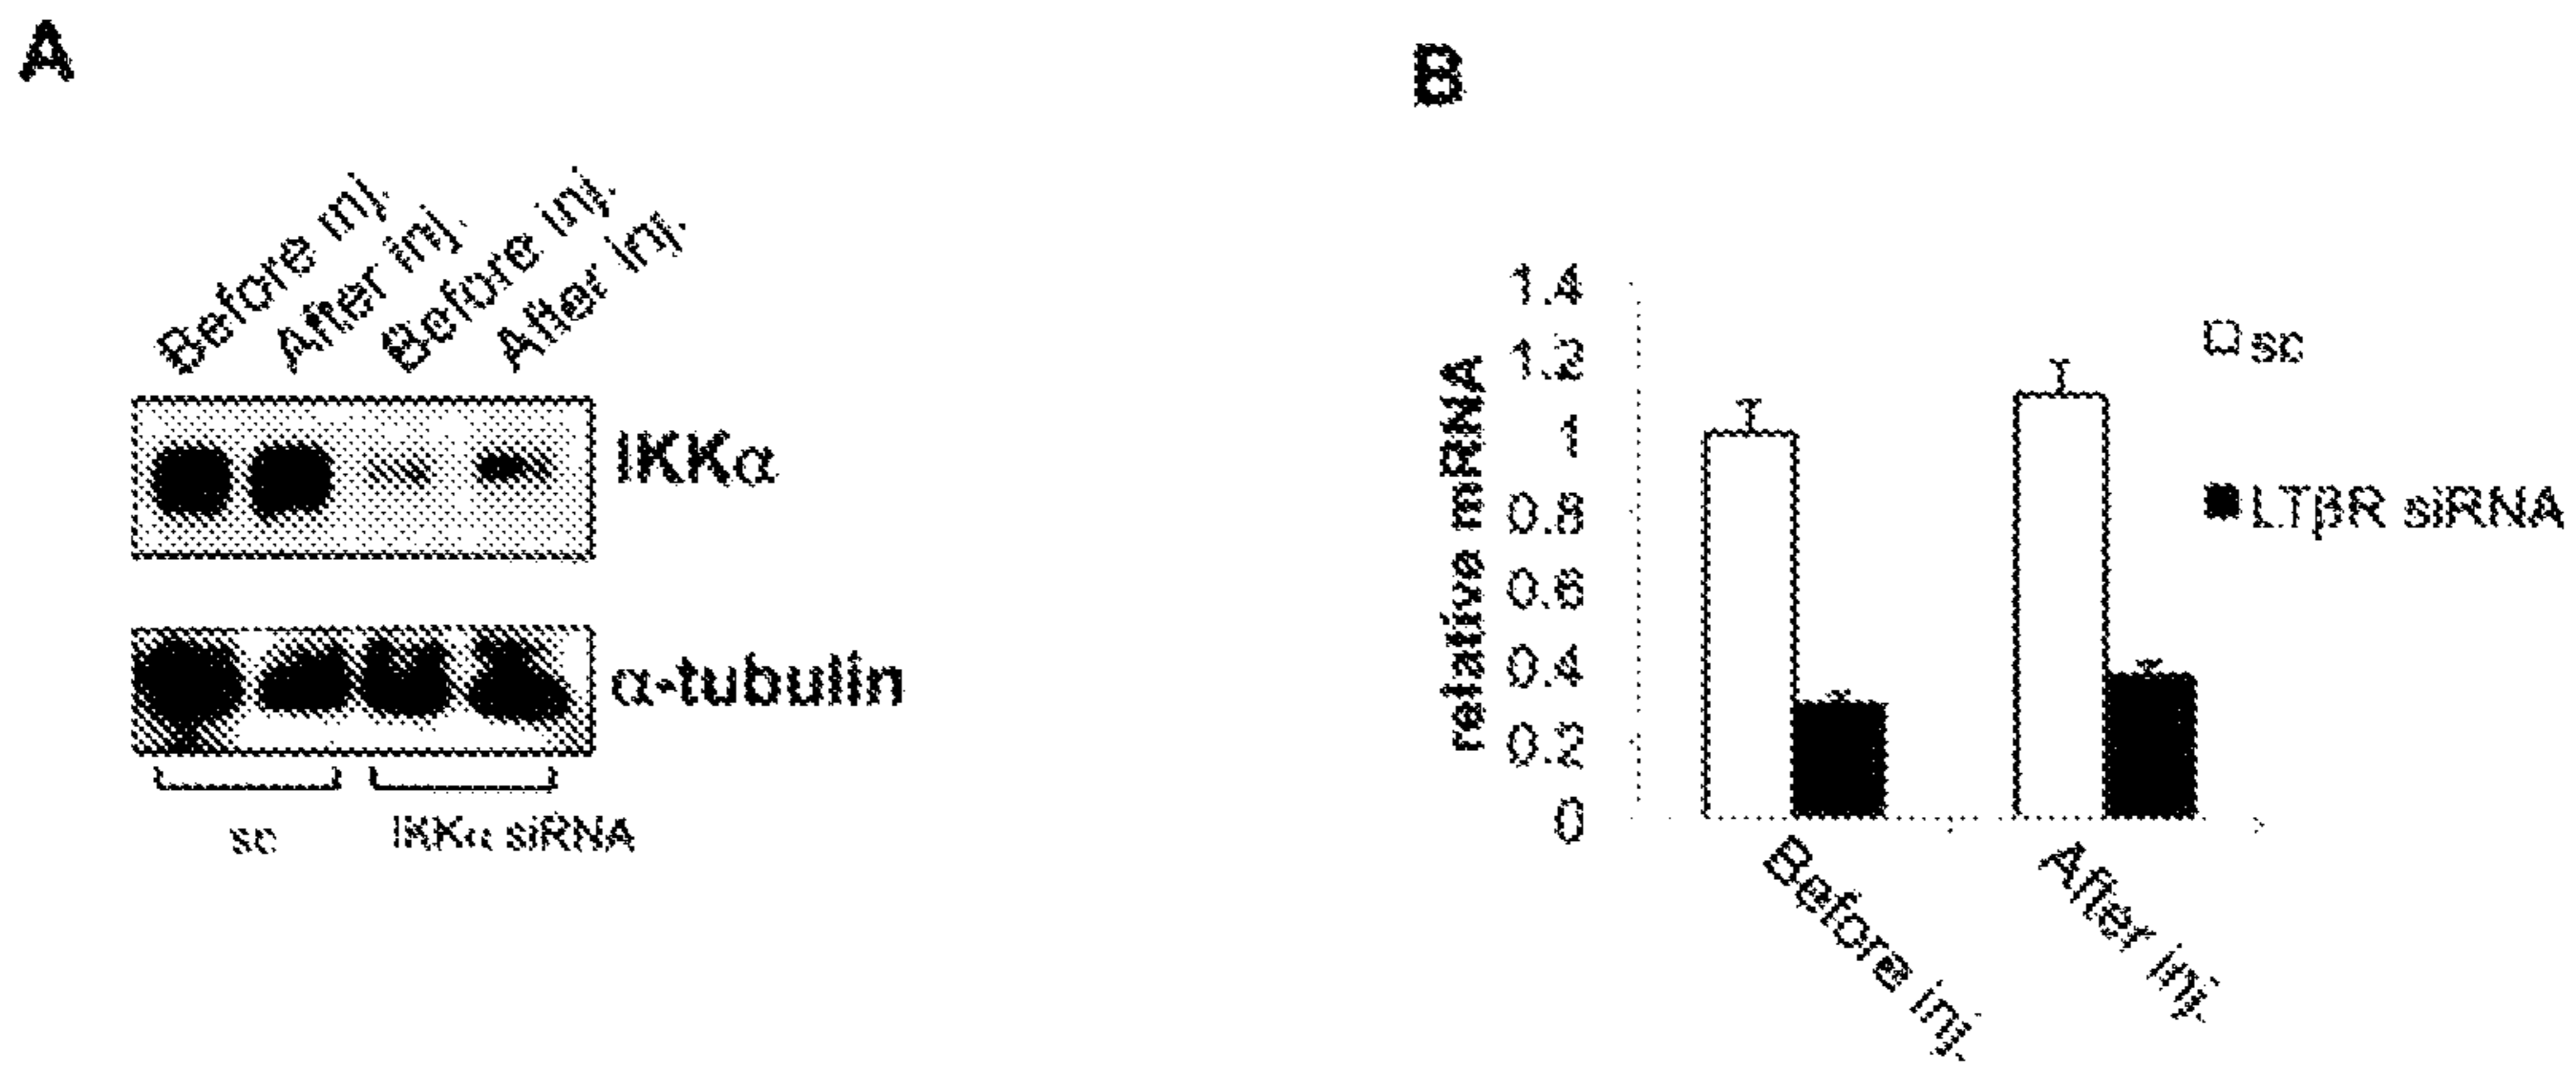 A
Before inj.
After inj.
Before inj.
After inj.
IKKα
α-tubulin
sc
IKKα siRNA
B
relative mRNA
1.4
1.2
1
0.8
0.6
0.4
0.2
0
Before inj.
After inj.
sc
LTβR siRNA